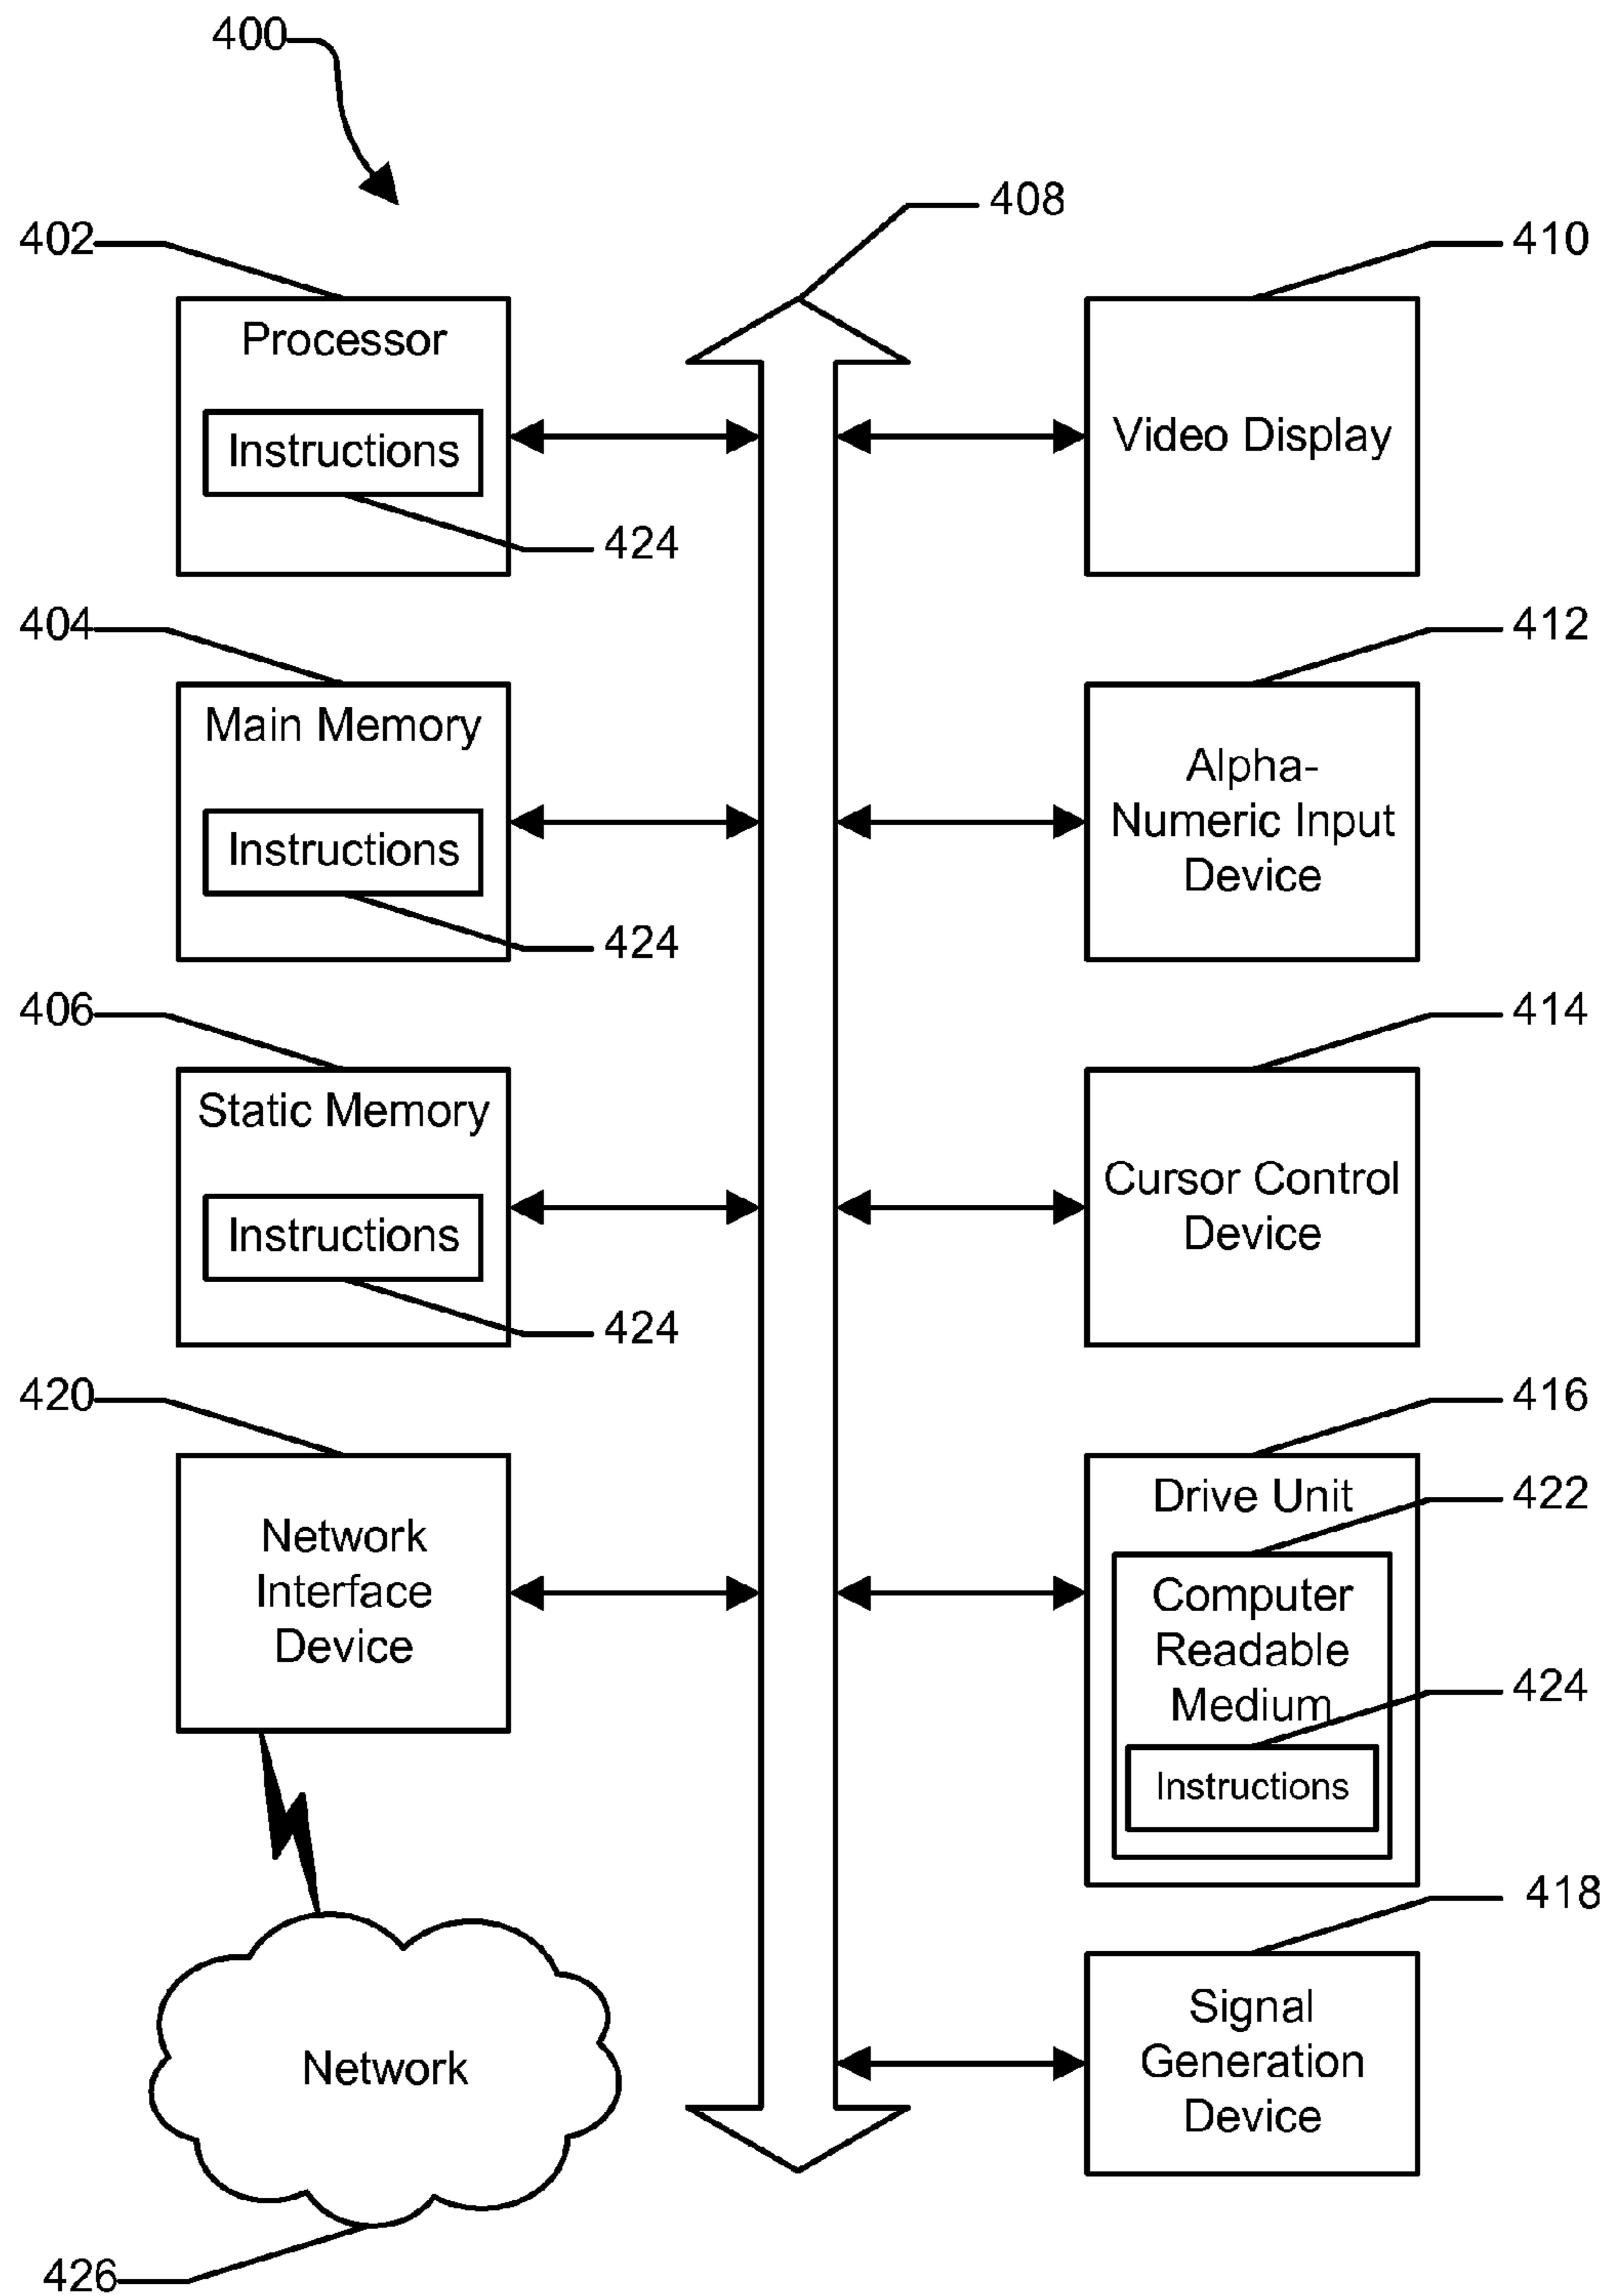 400
408
402
410
Processor
Instructions
424
Video Display
404
412
Main Memory
Instructions
424
Alpha-
Numeric Input
Device
406
414
Static Memory
Instructions
424
Cursor Control
Device
420
416
Network
Interface
Device
Drive Unit
422
Computer
Readable
Medium
424
Instructions
418
Signal
Generation
Device
Network
426